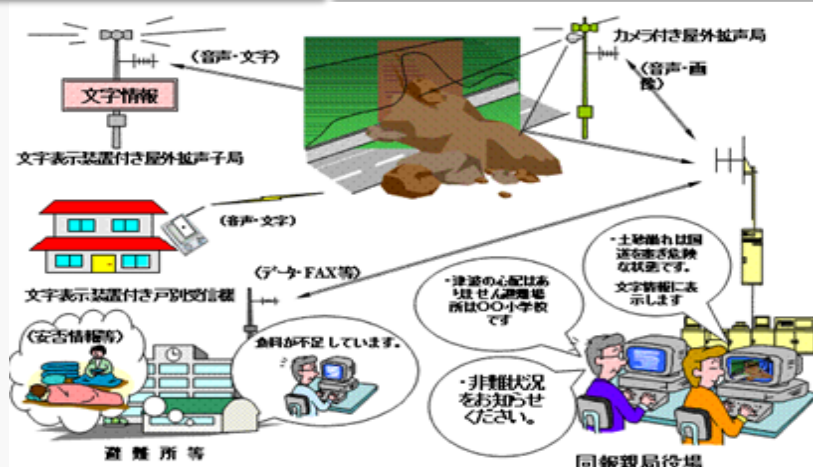 (音声・文字)
文字情報
文字表示装置付き屋外拡声子局
カメラ付き屋外拡声局
(音声・画
像)
(音声・文字)
文字表示装置付き戸別受信機
(データ・FAX等)
(安否情報等)
食料が不足しています。
避難所等
・津波の心配はあ
りません避難場
所は〇〇小学校
です
・土砂崩れは国
道を塞ぎ危険
な状態です。
文字情報に表
示します
・非難状況
をお知らせ
ください。
同報親局役場